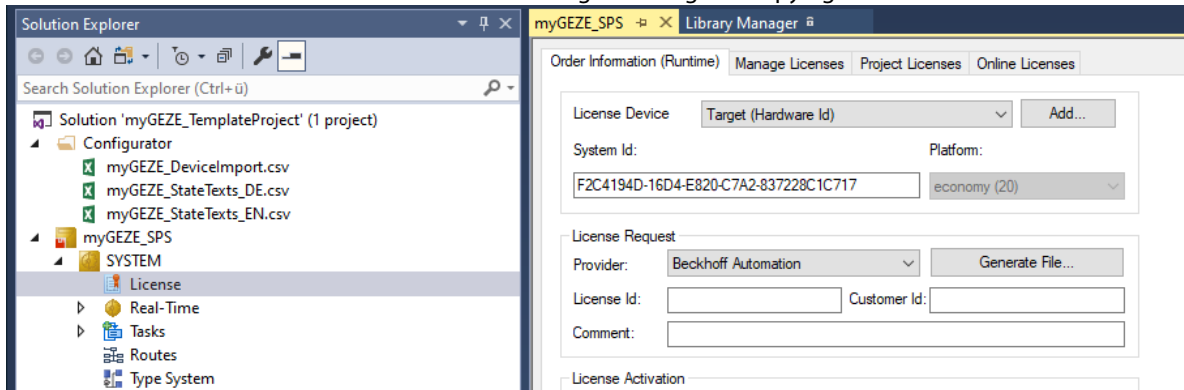 Solution Explorer
Search Solution Explorer (Ctrl+ü)
Solution 'myGEZE_TemplateProject' (1 project)
Configurator
myGEZE_DeviceImport.csv
myGEZE_StateTexts_DE.csv
myGEZE_StateTexts_EN.csv
myGEZE_SPS
SYSTEM
License
Real-Time
Tasks
Routes
Type System
myGEZE_SPS Library Manager
Order Information (Runtime) Manage Licenses Project Licenses Online Licenses
License Device Target (Hardware Id) Add...
System Id: Platform:
F2C4194D-16D4-E820-C7A2-837228C1C717 economy (20)
License Request
Provider: Beckhoff Automation Generate File...
License Id: Customer Id:
Comment:
License Activation